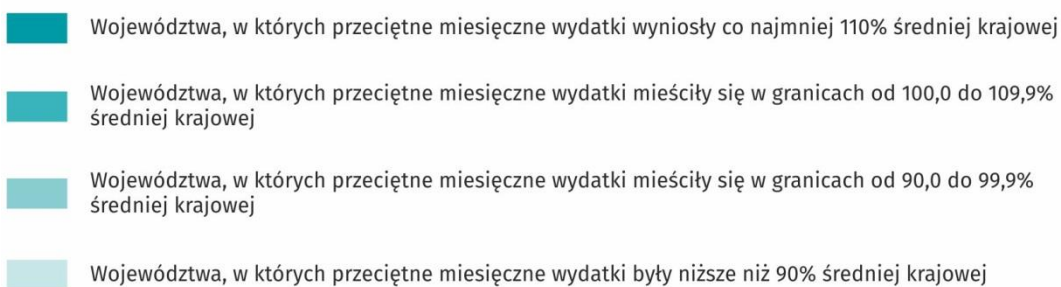 Województwa, w których przeciętne miesięczne wydatki wyniosły co najmniej 110% średniej krajowej
Województwa, w których przeciętne miesięczne wydatki mieściły się w granicach od 100,0 do 109,9%
średniej krajowej
Województwa, w których przeciętne miesięczne wydatki mieściły się w granicach od 90,0 do 99,9%
średniej krajowej
Województwa, w których przeciętne miesięczne wydatki były niższe niż 90% średniej krajowej